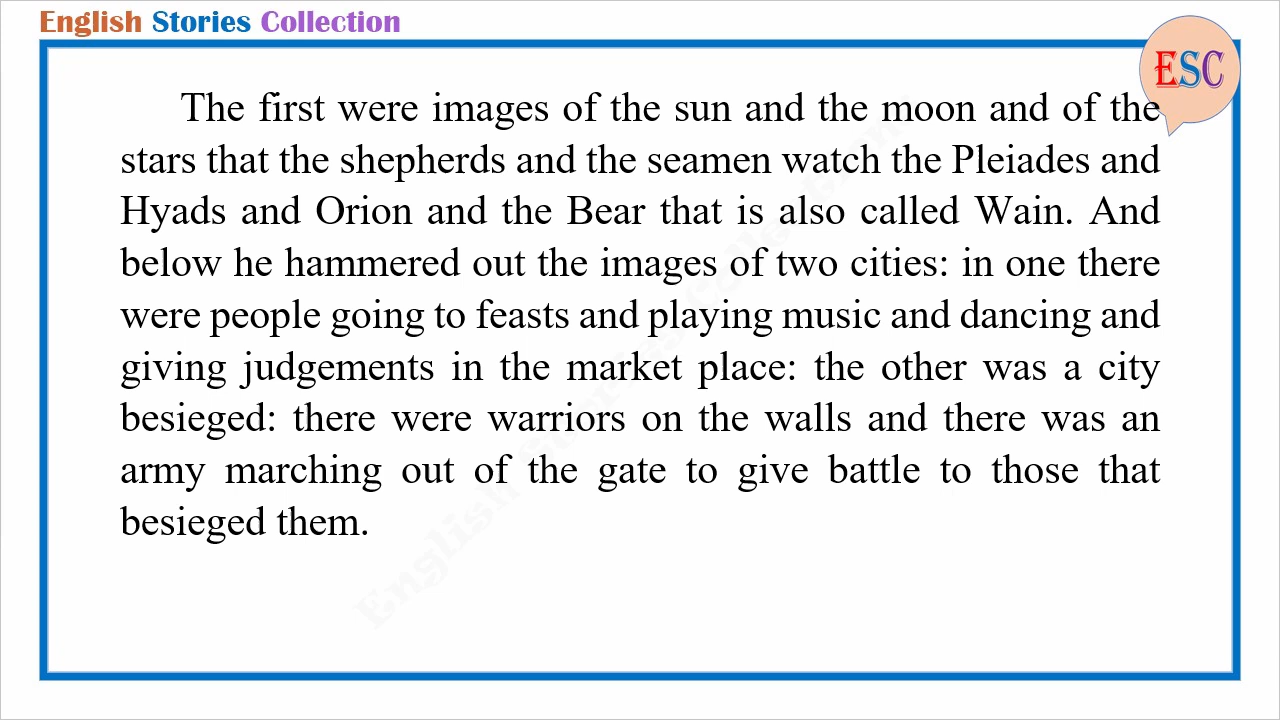 English Stories Collection
ESC
The first were images of the sun and the moon and of the
stars that the shepherds and the seamen watch the Pleiades and
Hyads and Orion and the Bear that is also called Wain. And
below he hammered out the images of two cities: in one there
were people going to feasts and playing music and dancing and
giving judgements in the market place: the other was a city
besieged: there were warriors on the walls and there was an
army marching out of the gate to give battle to those that
besieged them.
English Stories Collection